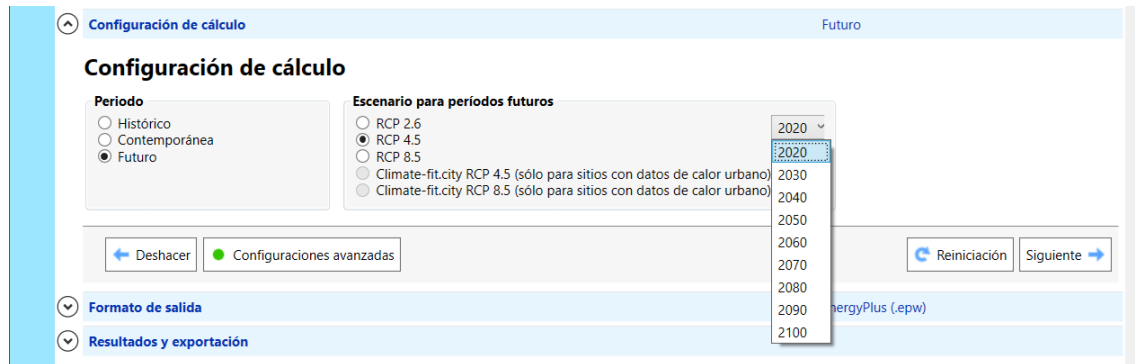 Configuración de cálculo Futuro
Configuración de cálculo
Periodo
Histórico
Contemporánea
Futuro
Escenario para períodos futuros
RCP 2.6
RCP 4.5
RCP 8.5
Climate-fit.city RCP 4.5 (sólo para sitios con datos de calor urbano)
Climate-fit.city RCP 8.5 (sólo para sitios con datos de calor urbano)
2020
2020
2030
2040
2050
2060
2070
2080
2090
2100
Deshacer Configuraciones avanzadas Reiniciación Siguiente
Formato de salida nergyPlus (.epw)
Resultados y exportación